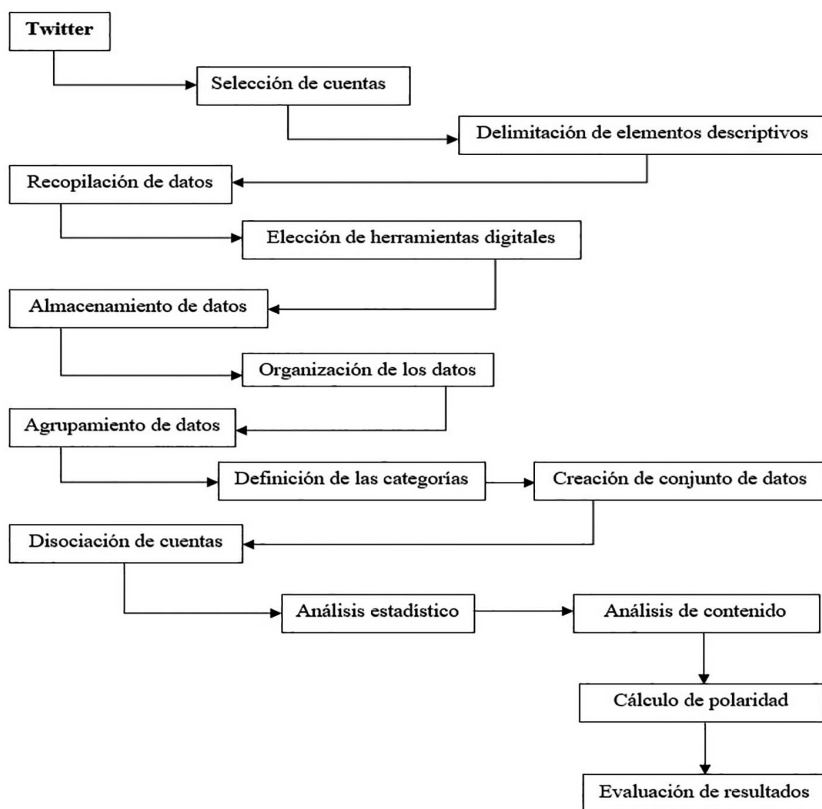 Twitter
Selección de cuentas
Delimitación de elementos descriptivos
Recopilación de datos
Elección de herramientas digitales
Almacenamiento de datos
Organización de los datos
Agrupamiento de datos
Definición de las categorías
Creación de conjunto de datos
Disociación de cuentas
Análisis estadístico
Análisis de contenido
Cálculo de polaridad
Evaluación de resultados